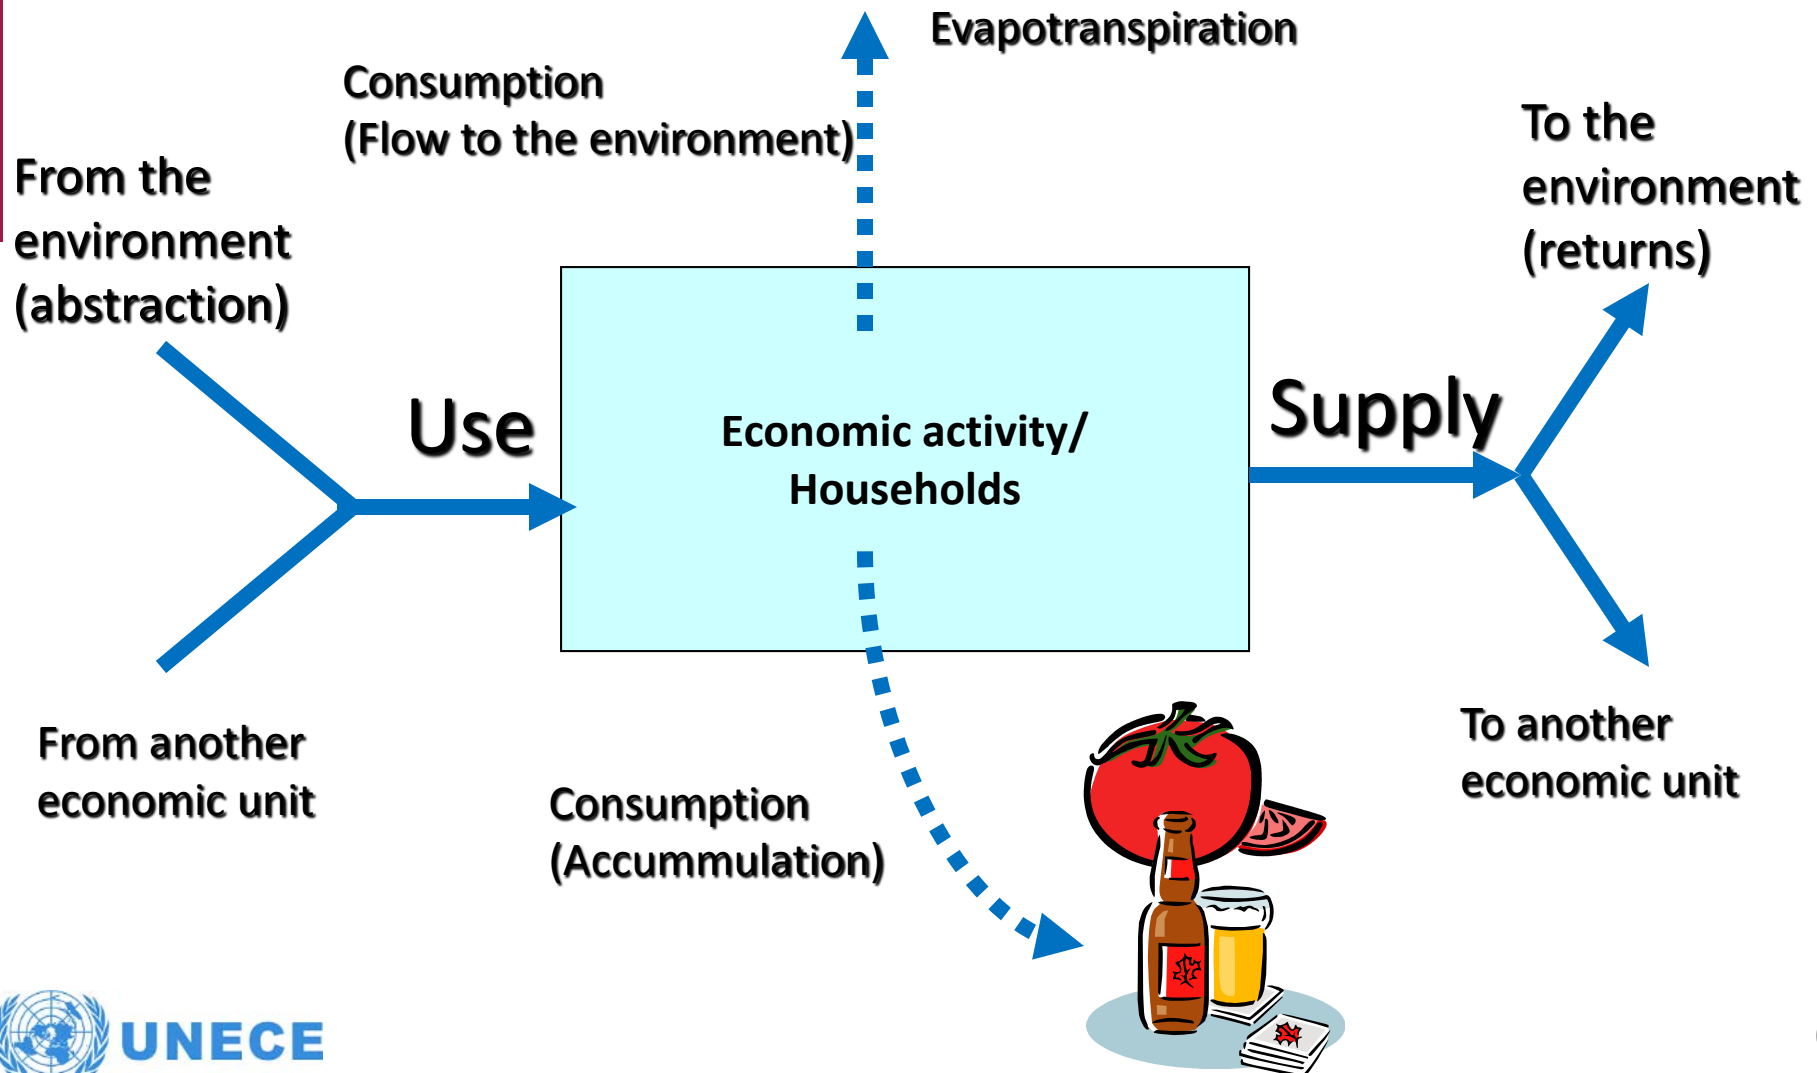 Evapotranspiration
Consumption
(Flow to the environment)
To the
environment
(returns)
From the
environment
(abstraction)
Use
Economic activity/
Households
Supply
From another
economic unit
Consumption
(Accummulation)
To another
economic unit
UNECE